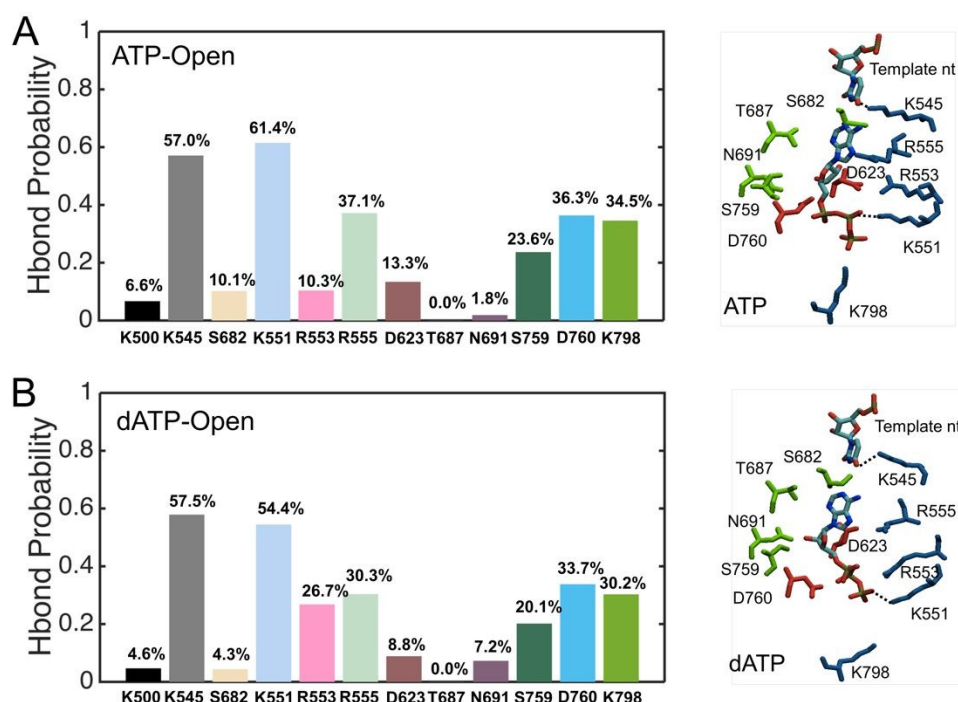 A
ATP-Open
Hbond Probability
1
0.8
0.6
0.4
0.2
0
6.6%
57.0%
10.1%
61.4%
10.3%
37.1%
13.3%
0.0%
1.8%
23.6%
36.3%
34.5%
K500 K545 S682 K551 R553 R555 D623 T687 N691 S759 D760 K798
Template nt
S682
K545
T687
R555
N691
D623
R553
S759
D760
K551
ATP
K798
B
dATP-Open
Hbond Probability
1
0.8
0.6
0.4
0.2
0
4.6%
57.5%
4.3%
54.4%
26.7%
30.3%
8.8%
0.0%
7.2%
20.1%
33.7%
30.2%
K500 K545 S682 K551 R553 R555 D623 T687 N691 S759 D760 K798
Template nt
S682
K545
T687
R555
N691
D623
S759
R553
D760
K551
dATP
K798